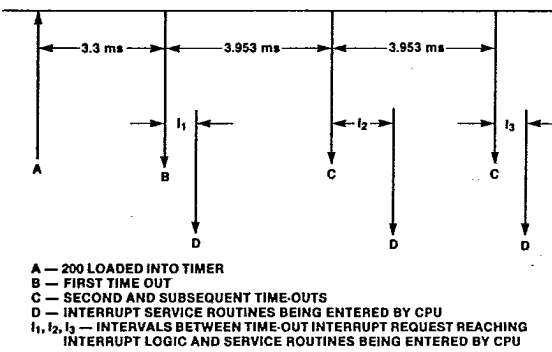 3.3 ms 3.953 ms 3.953 ms
I₁ I₂ I₃
A B C C
D D D
A — 200 LOADED INTO TIMER
B — FIRST TIME OUT
C — SECOND AND SUBSEQUENT TIME-OUTS
D — INTERRUPT SERVICE ROUTINES BEING ENTERED BY CPU
I₁, I₂, I₃ — INTERVALS BETWEEN TIME-OUT INTERRUPT REQUEST REACHING
INTERRUPT LOGIC AND SERVICE ROUTINES BEING ENTERED BY CPU